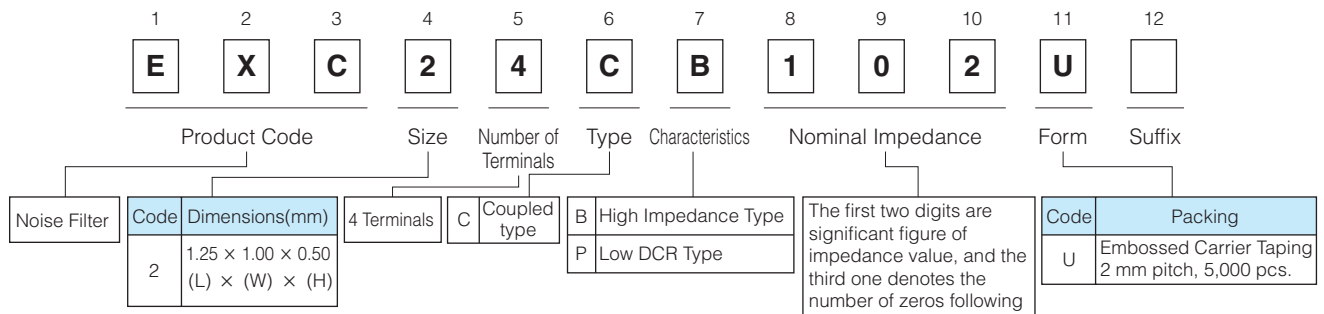 1 2 3 4 5 6 7 8 9 10 11 12
E X C 2 4 C B 1 0 2 U
Product Code Size Number of Terminals Type Characteristics Nominal Impedance Form Suffix
Noise Filter
Code Dimensions(mm)
2 1.25 × 1.00 × 0.50
(L) × (W) × (H)
4 Terminals
C Coupled
type
B High Impedance Type
P Low DCR Type
The first two digits are
significant figure of
impedance value, and the
third one denotes the
number of zeros following
Code Packing
U Embossed Carrier Taping
2 mm pitch, 5,000 pcs.